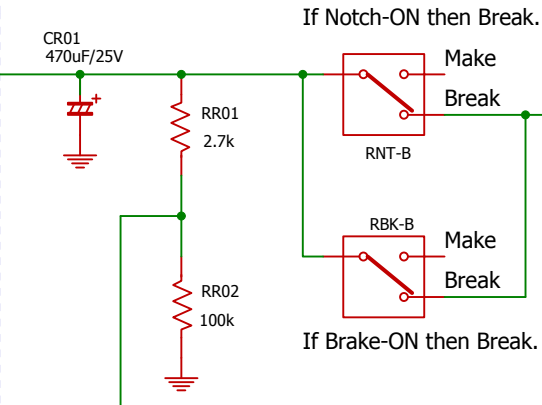 If Notch-ON then Break.
CR01
470uF/25V
+
Make
Break
RR01
2.7k
RNT-B
RBK-B
Make
Break
RR02
100k
If Brake-ON then Break.